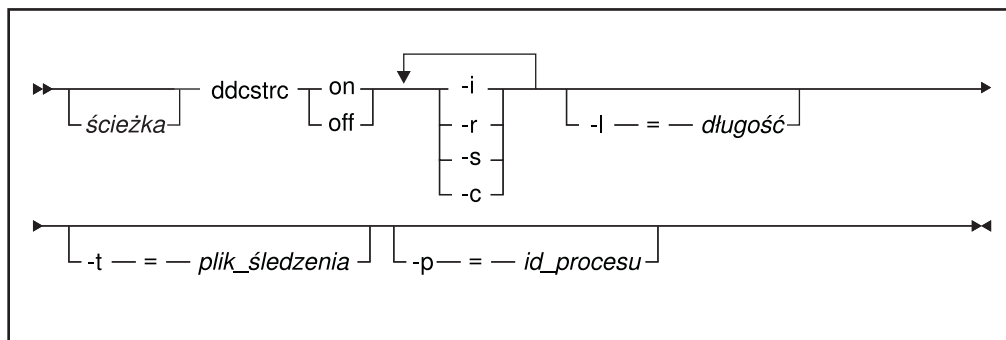 ścieżka ddcstrc on off -i -r -s -c -l = długość
-t = plik_śledzenia -p = id_procesu